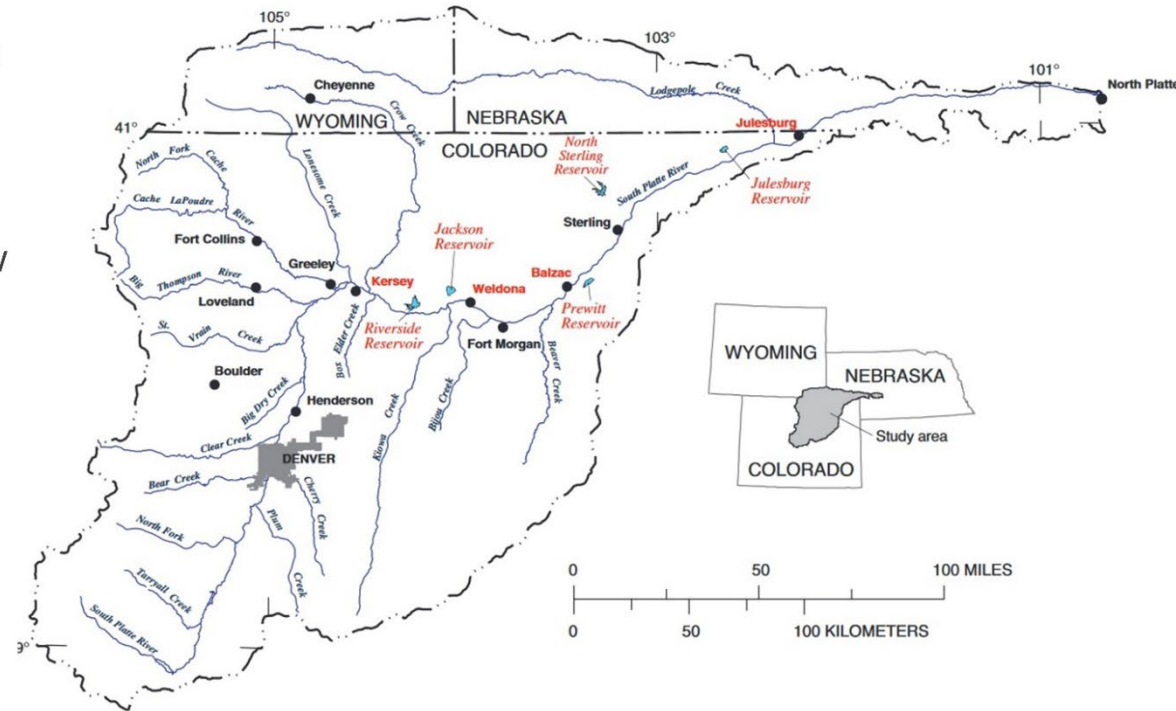 105°
103°
101°
Cheyenne
North Platte
Lodgepole Creek
Crow Creek
WYOMING
NEBRASKA
Julesburg
41°
COLORADO
North
Sterling
Reservoir
North Fork Cache
Lonesome Creek
South Platte River
Julesburg
Reservoir
Cache LaPoudre River
Sterling
Jackson
Reservoir
Fort Collins
Greeley
Kersey
Balzac
Big Thompson River
Weldona
Loveland
Prewitt
Reservoir
Riverside
Reservoir
St. Vrain Creek
Box Elder Creek
Fort Morgan
Beaver Creek
WYOMING
NEBRASKA
Boulder
Big Dry Creek
Henderson
Kiowa Creek
Bijou Creek
Clear Creek
Study area
DENVER
COLORADO
Bear Creek
Cherry Creek
North Fork
Plum Creek
Tarryall Creek
South Platte River
0 50 100 MILES
0 50 100 KILOMETERS
9°